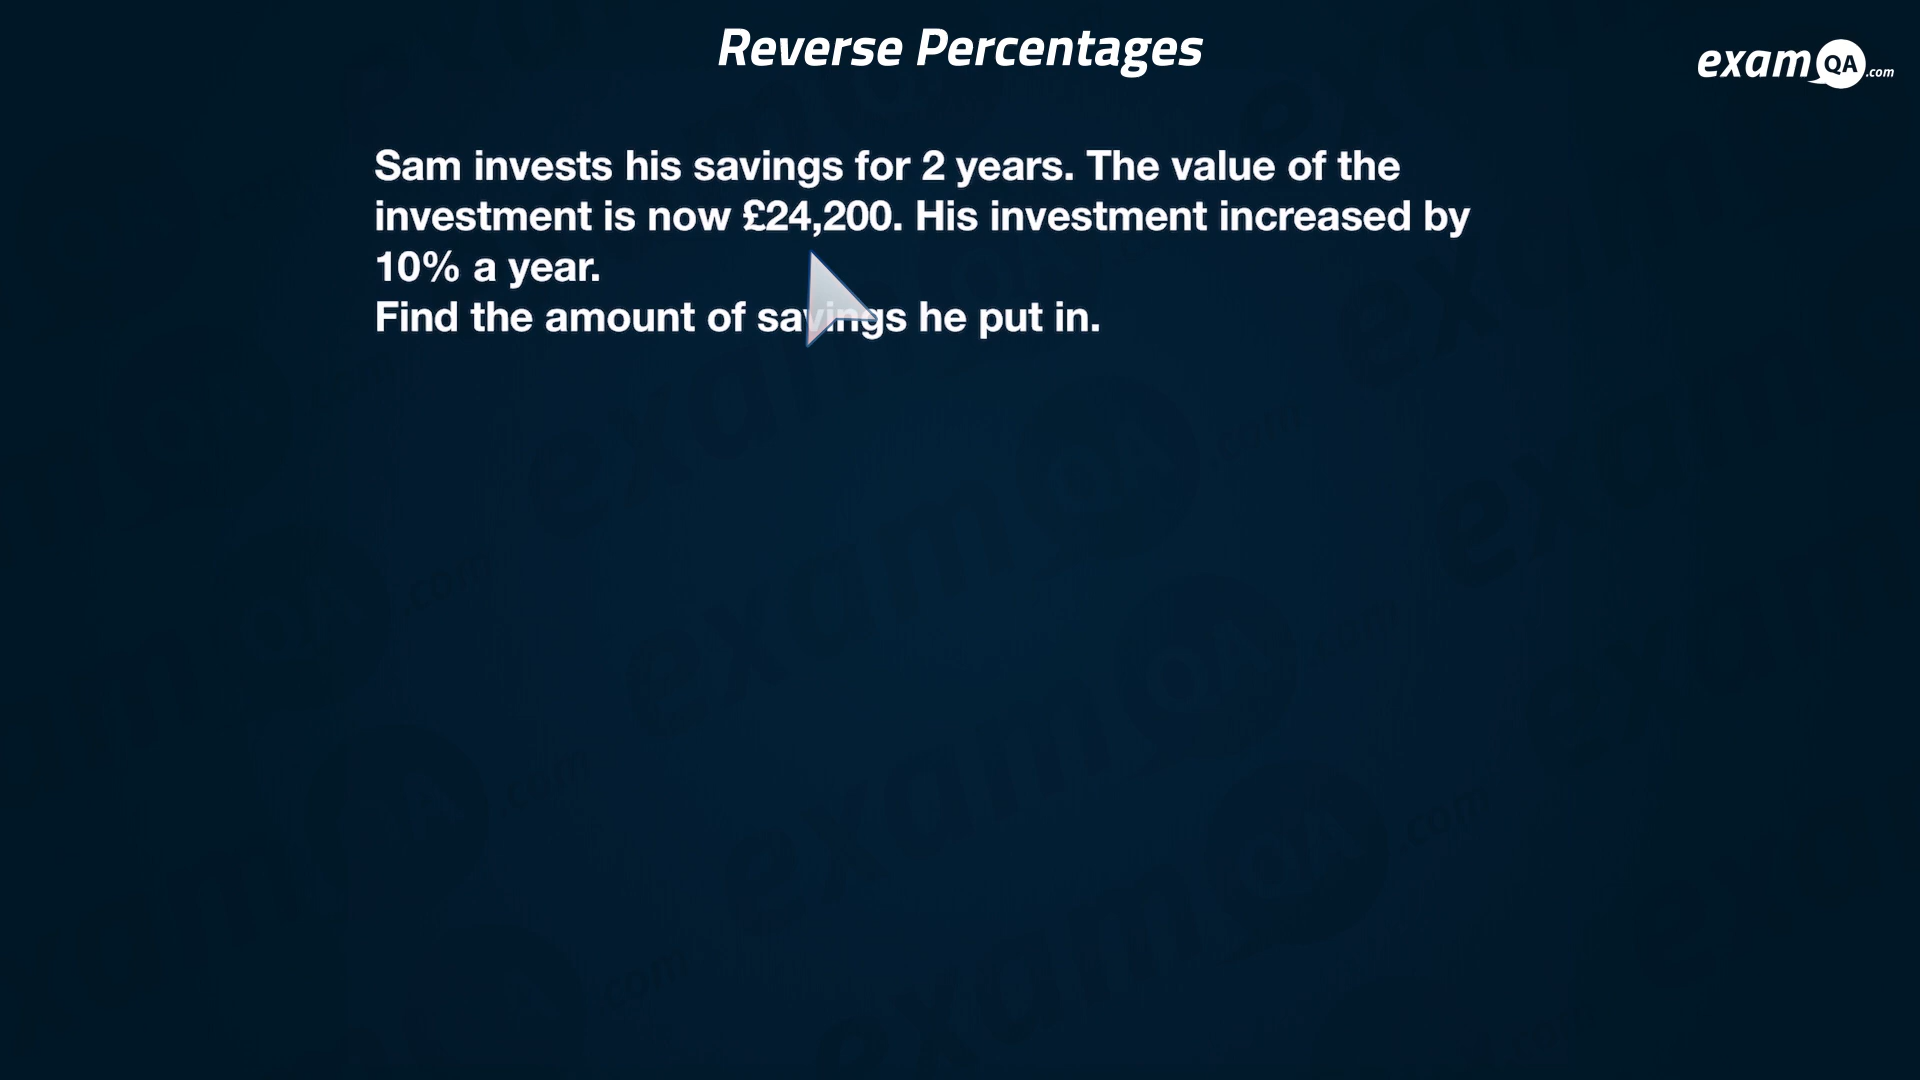 Reverse Percentages
examQA.com
Sam invests his savings for 2 years. The value of the
investment is now £24,200. His investment increased by
10% a year.
Find the amount of savings he put in.